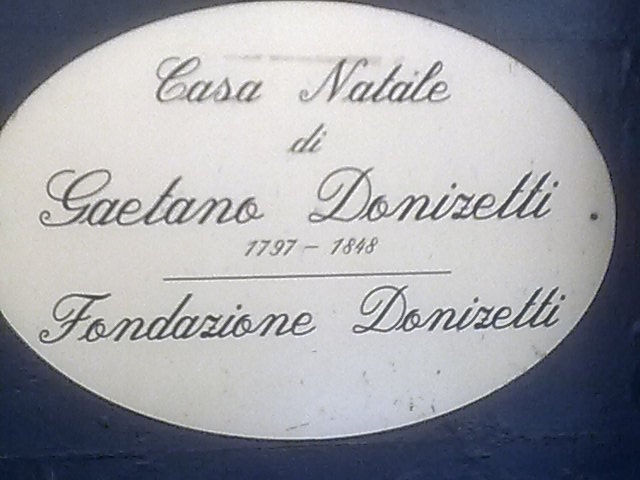 Casa Natale
di
Gaetano Donizetti
1797 - 1848
Fondazione Donizetti